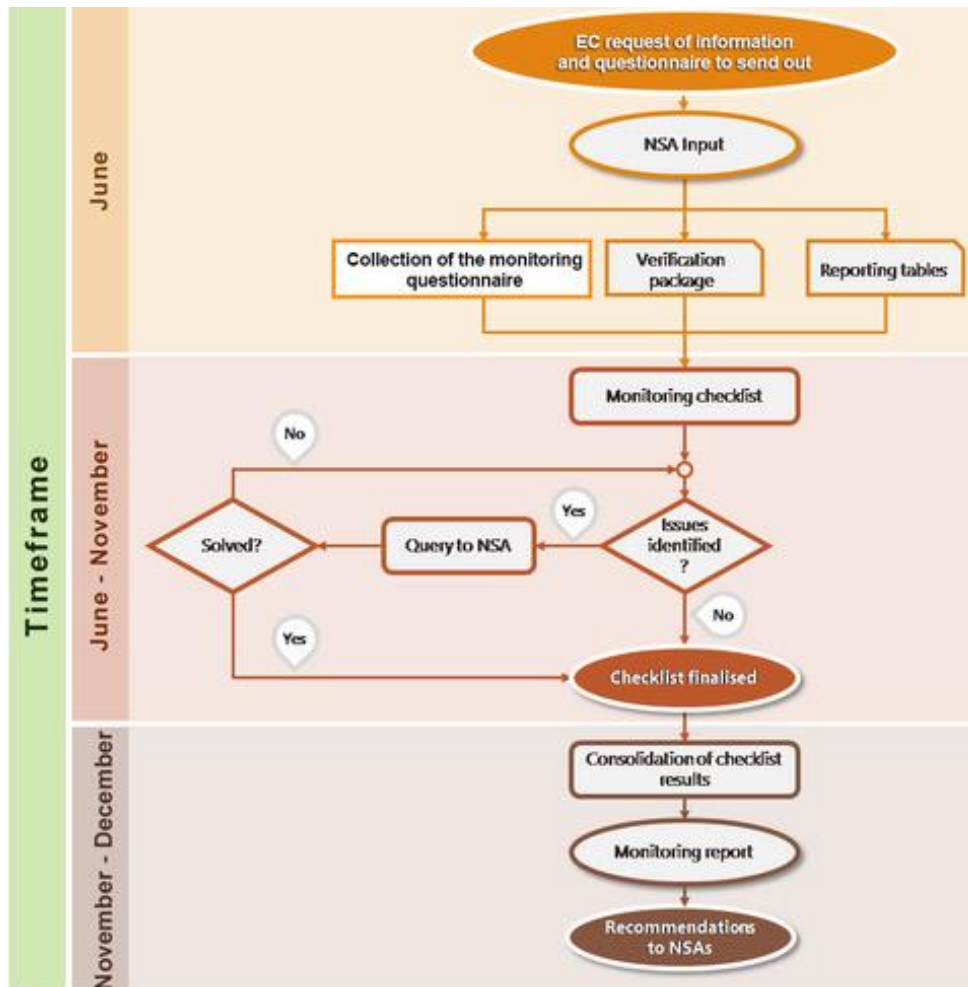 Timeframe
June
EC request of information
and questionnaire to send out
NSA Input
Collection of the monitoring
questionnaire
Verification
package
Reporting tables
June - November
Monitoring checklist
No
Solved?
Query to NSA
Yes
Issues
identified
?
No
Yes
Checklist finalised
November - December
Consolidation of checklist
results
Monitoring report
Recommendations
to NSAs